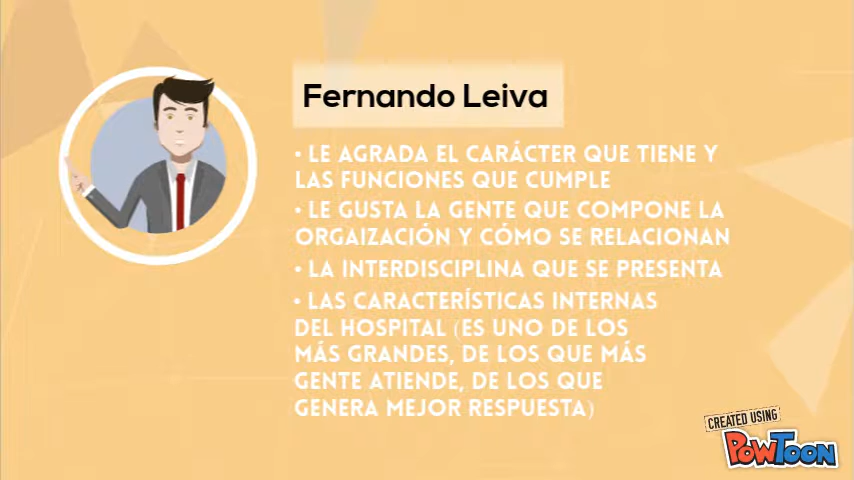 Fernando Leiva
• LE AGRADA EL CARÁCTER QUE TIENE Y
LAS FUNCIONES QUE CUMPLE
• LE GUSTA LA GENTE QUE COMPONE LA
ORGAIZACIÓN Y CÓMO SE RELACIONAN
• LA INTERDISCIPLINA QUE SE PRESENTA
• LAS CARACTERÍSTICAS INTERNAS
DEL HOSPITAL (ES UNO DE LOS
MÁS GRANDES, DE LOS QUE MÁS
GENTE ATIENDE, DE LOS QUE
GENERA MEJOR RESPUESTA)
CREATED USING
POWTOON